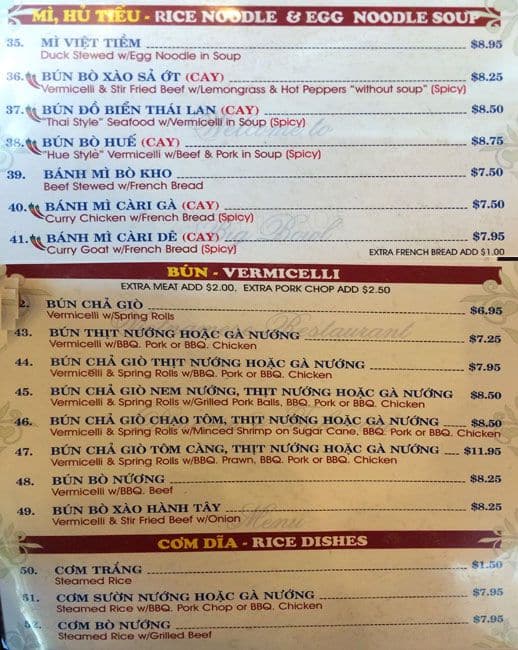 MÌ, HỦ TIẾU - RICE NOODLE & EGG NOODLE SOUP
35. MÌ VIỆT TIỀM $8.95
Duck Stewed w/Egg Noodle in Soup
36. BÚN BÒ XÀO SẢ ỚT (CAY) $8.25
Vermicelli & Stir Fried Beef w/Lemongrass & Hot Peppers "without soup" (Spicy)
37. BÚN ĐỒ BIỂN THÁI LAN (CAY) $8.50
"Thai Style" Seafood w/Vermicelli in Soup (Spicy)
Welcome to
38. BÚN BÒ HUẾ (CAY) $8.75
"Hue Style" Vermicelli w/Beef & Pork in Soup (Spicy)
39. BÁNH MÌ BÒ KHO $7.50
Beef Stewed w/French Bread
40. BÁNH MÌ CÀRI GÀ (CAY) $7.50
Curry Chicken w/French Bread (Spicy)
Big Bowl
41. BÁNH MÌ CÀRI DÊ (CAY) $7.95
Curry Goat w/French Bread (Spicy)
EXTRA FRENCH BREAD ADD $1.00
BÚN - VERMICELLI
EXTRA MEAT ADD $2.00. EXTRA PORK CHOP ADD $2.50
2. BÚN CHẢ GIÒ $6.95
Vermicelli w/Spring Rolls
Vietnamese Restaurant
43. BÚN THỊT NƯỚNG HOẶC GÀ NƯỚNG $7.25
Vermicelli w/BBQ. Pork or BBQ. Chicken
44. BÚN CHẢ GIÒ THỊT NƯỚNG HOẶC GÀ NƯỚNG $7.95
Vermicelli & Spring Rolls w/BBQ. Pork or BBQ. Chicken
45. BÚN CHẢ GIÒ NEM NƯỚNG, THỊT NƯỚNG HOẶC GÀ NƯỚNG $8.50
Vermicelli & Spring Rolls w/Grilled Pork Balls, BBQ. Pork or BBQ. Chicken
46. BÚN CHẢ GIÒ CHẠO TÔM, THỊT NƯỚNG HOẶC GÀ NƯỚNG $8.50
Vermicelli & Spring Rolls w/Minced Shrimp on Sugar Cane, BBQ. Pork or BBQ. Chicken
47. BÚN CHẢ GIÒ TÔM CÀNG, THỊT NƯỚNG HOẶC GÀ NƯỚNG $11.95
Vermicelli & Spring Rolls w/BBQ. Prawn, BBQ. Pork or BBQ. Chicken
48. BÚN BÒ NƯỚNG $8.25
Vermicelli w/BBQ. Beef
49. BÚN BÒ XÀO HÀNH TÂY $8.25
Vermicelli & Stir Fried Beef w/Onion
Menu
CƠM DĨA - RICE DISHES
50. CƠM TRẮNG $1.50
Steamed Rice
51. CƠM SƯỜN NƯỚNG HOẶC GÀ NƯỚNG $7.95
Steamed Rice w/BBQ. Pork Chop or BBQ. Chicken
52. CƠM BÒ NƯỚNG $7.95
Steamed Rice w/Grilled Beef